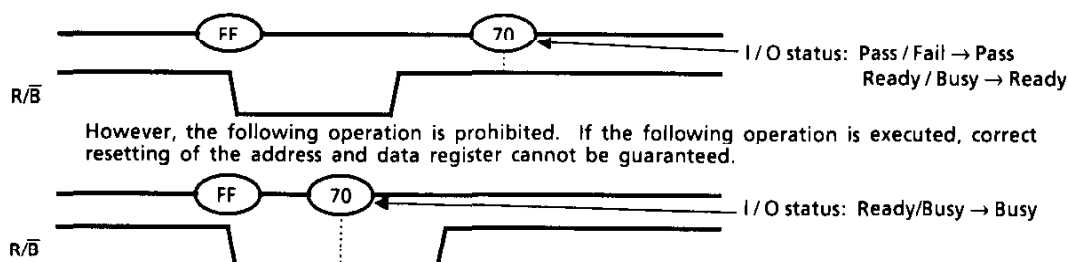 FF 70
I/O status: Pass/Fail → Pass
Ready/Busy → Ready
R/B̅
However, the following operation is prohibited. If the following operation is executed, correct
resetting of the address and data register cannot be guaranteed.
FF 70
I/O status: Ready/Busy → Busy
R/B̅